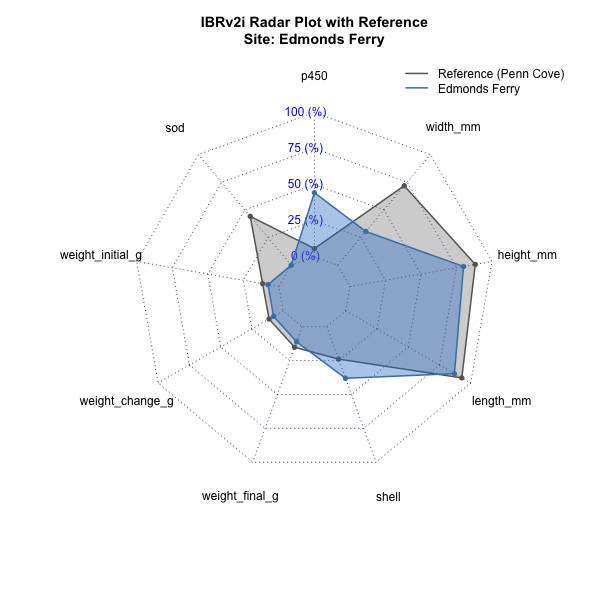 IBRv2i Radar Plot with Reference
Site: Edmonds Ferry
p450
Reference (Penn Cove)
Edmonds Ferry
100 (%)
sod
width_mm
75 (%)
50 (%)
25 (%)
weight_initial_g
0 (%)
height_mm
weight_change_g
length_mm
weight_final_g
shell